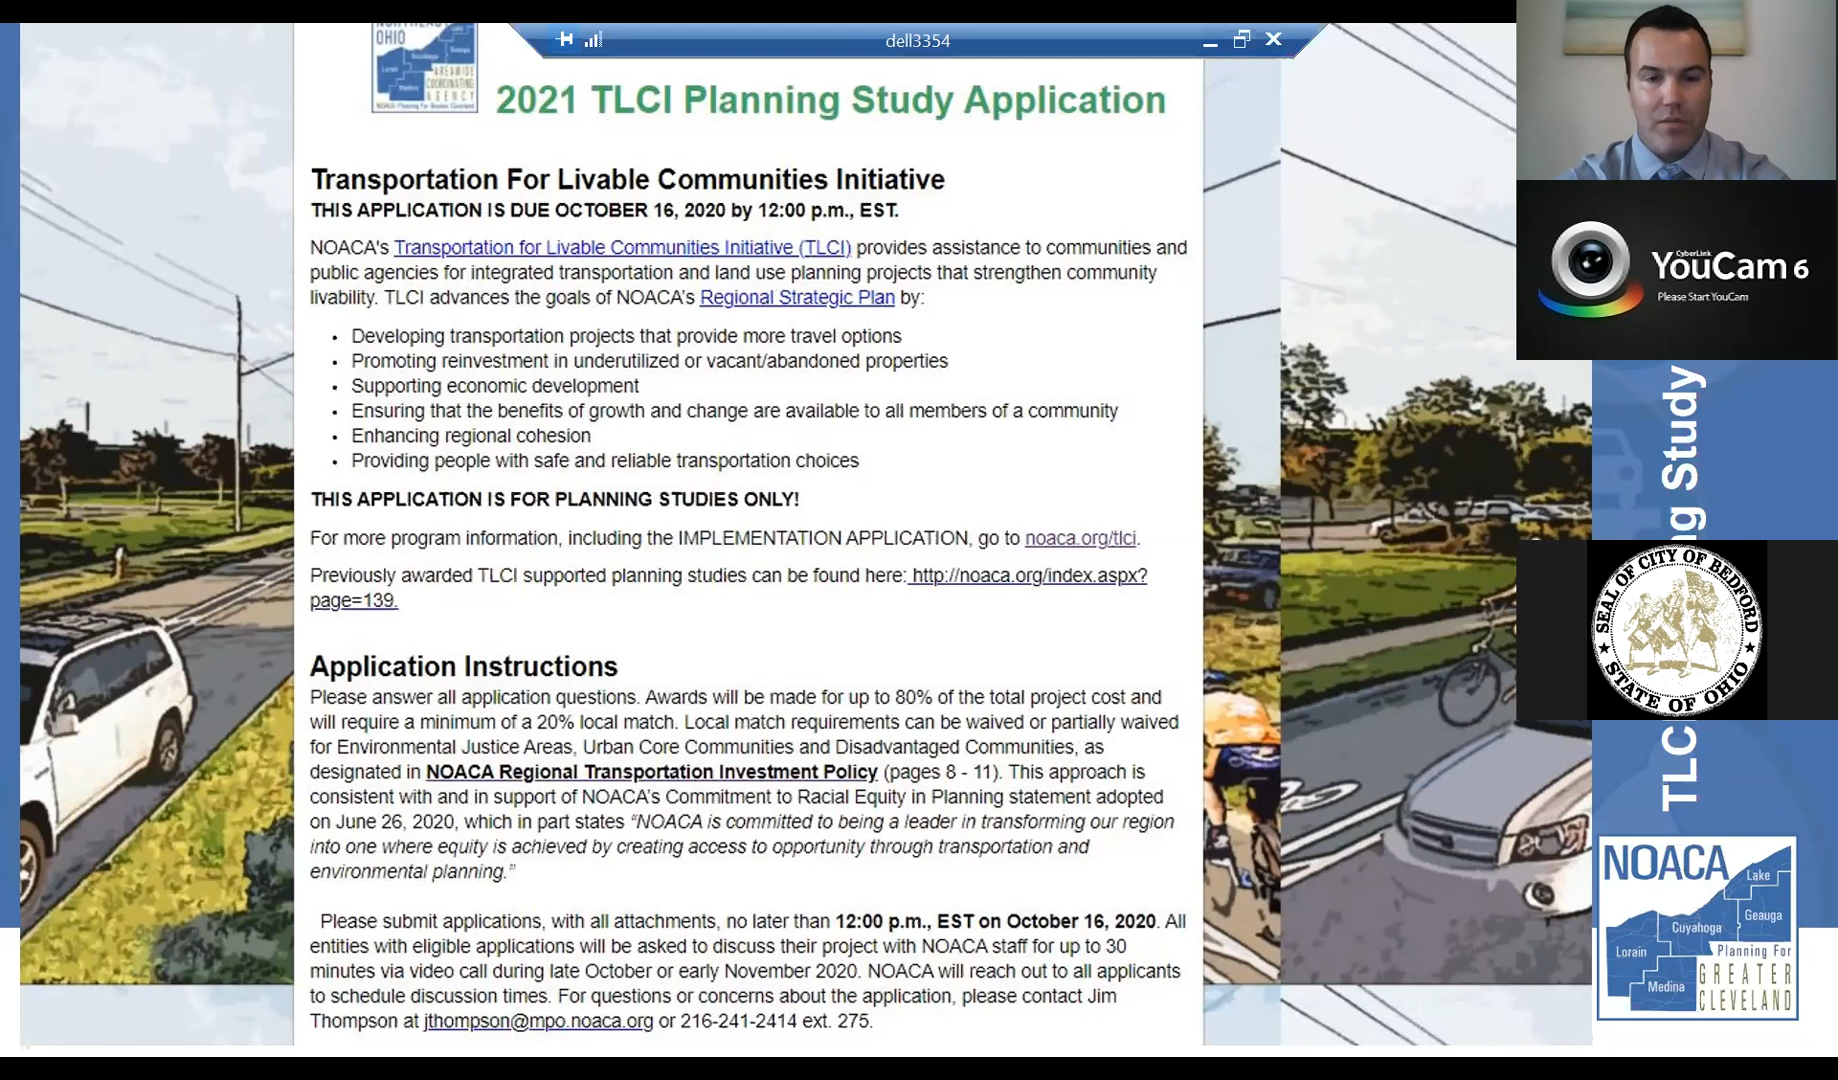 NORTHEAST
OHIO
AREAWIDE
COORDINATING
AGENCY
dell3354
2021 TLCI Planning Study Application
Transportation For Livable Communities Initiative
THIS APPLICATION IS DUE OCTOBER 16, 2020 by 12:00 p.m., EST.
NOACA's Transportation for Livable Communities Initiative (TLCI) provides assistance to communities and
public agencies for integrated transportation and land use planning projects that strengthen community
livability. TLCI advances the goals of NOACA's Regional Strategic Plan by:
• Developing transportation projects that provide more travel options
• Promoting reinvestment in underutilized or vacant/abandoned properties
• Supporting economic development
• Ensuring that the benefits of growth and change are available to all members of a community
• Enhancing regional cohesion
• Providing people with safe and reliable transportation choices
THIS APPLICATION IS FOR PLANNING STUDIES ONLY!
For more program information, including the IMPLEMENTATION APPLICATION, go to noaca.org/tlci.
Previously awarded TLCI supported planning studies can be found here: http://noaca.org/index.aspx?
page=139.
Application Instructions
Please answer all application questions. Awards will be made for up to 80% of the total project cost and
will require a minimum of a 20% local match. Local match requirements can be waived or partially waived
for Environmental Justice Areas, Urban Core Communities and Disadvantaged Communities, as
designated in NOACA Regional Transportation Investment Policy (pages 8 - 11). This approach is
consistent with and in support of NOACA's Commitment to Racial Equity in Planning statement adopted
on June 26, 2020, which in part states “NOACA is committed to being a leader in transforming our region
into one where equity is achieved by creating access to opportunity through transportation and
environmental planning.”
Please submit applications, with all attachments, no later than 12:00 p.m., EST on October 16, 2020. All
entities with eligible applications will be asked to discuss their project with NOACA staff for up to 30
minutes via video call during late October or early November 2020. NOACA will reach out to all applicants
to schedule discussion times. For questions or concerns about the application, please contact Jim
Thompson at jthompson@mpo.noaca.org or 216-241-2414 ext. 275.
CyberLink
YouCam 6
Please Start YouCam
TLC ng Study
SEAL OF CITY OF BEDFORD
★ STATE OF OHIO ★
NOACA
Lake
Geauga
Cuyahoga
Lorain
Medina
Planning For
GREATER
CLEVELAND